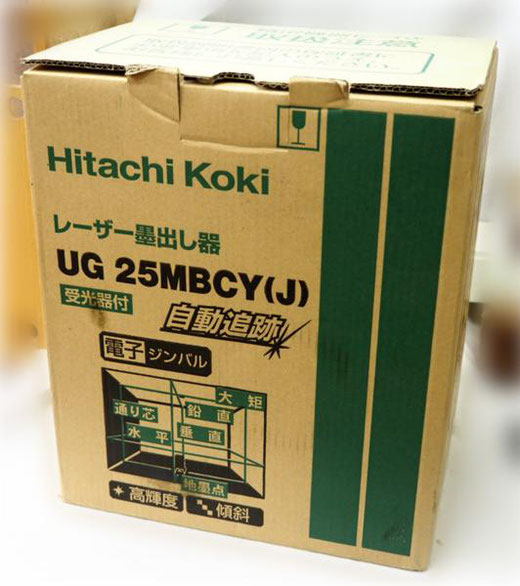 Hitachi Koki
レーザー墨出し器
UG 25MBCY(J)
受光器付
自動追跡
電子 ジンバル
大矩
通り芯 鉛直
水平 垂直
地墨点
高輝度 傾斜